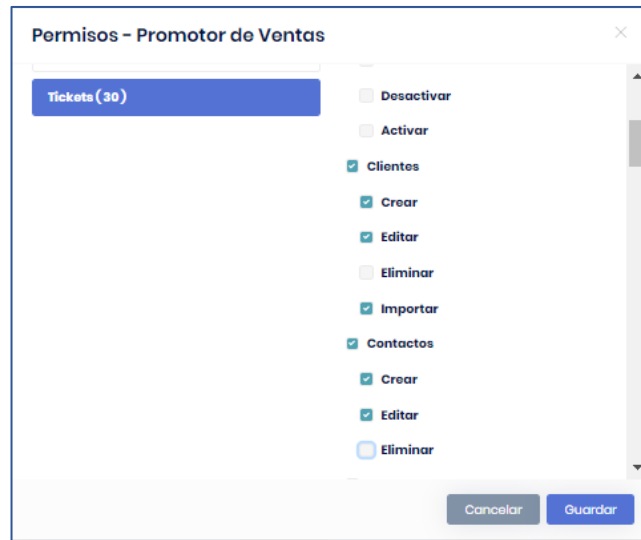 Permisos - Promotor de Ventas
Tickets ( 30 )
Desactivar
Activar
Clientes
Crear
Editar
Eliminar
Importar
Contactos
Crear
Editar
Eliminar
Cancelar
Guardar